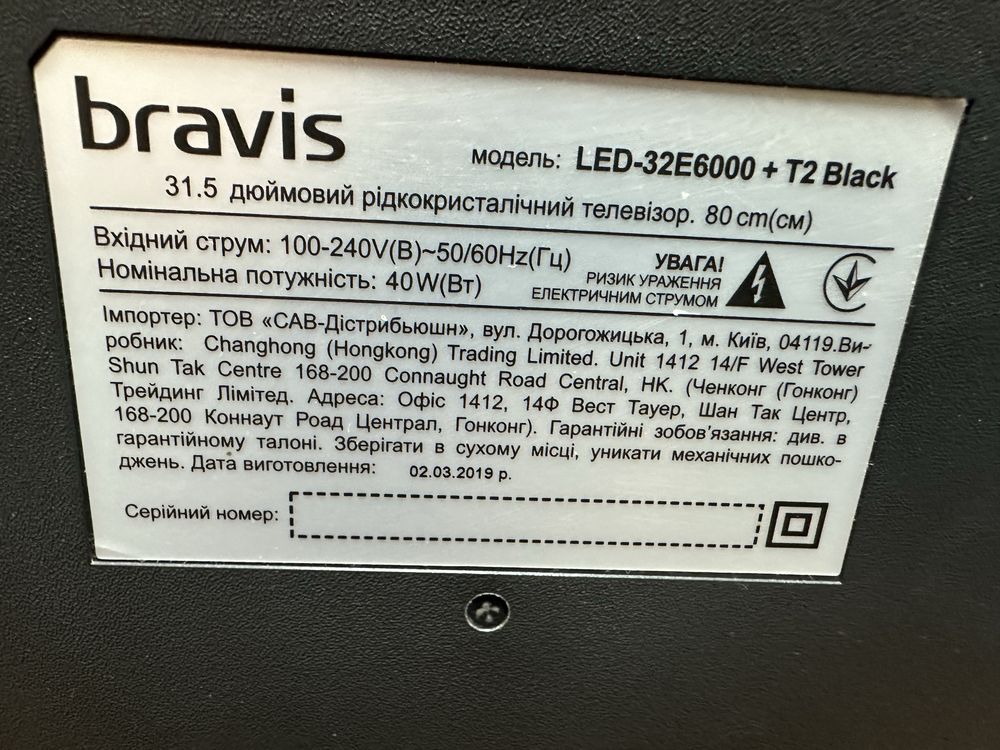 bravis
модель: LED-32E6000 + T2 Black
31.5 дюймовий рідкокристалічний телевізор. 80 cm(см)
Вхідний струм: 100-240V(В)~50/60Hz(Гц)
Номінальна потужність: 40W(Вт)
УВАГА!
РИЗИК УРАЖЕННЯ
ЕЛЕКТРИЧНИМ СТРУМОМ
Імпортер: ТОВ «САВ-Дістрибьюшн», вул. Дорогожицька, 1, м. Київ, 04119.Ви-
робник: Changhong (Hongkong) Trading Limited. Unit 1412 14/F West Tower
Shun Tak Centre 168-200 Connaught Road Central, HK. (Ченконг (Гонконг)
Трейдинг Лімітед. Адреса: Офіс 1412, 14Ф Вест Тауер, Шан Так Центр,
168-200 Коннаут Роад Централ, Гонконг). Гарантійні зобов'язання: див. в
гарантійному талоні. Зберігати в сухому місці, уникати механічних пошко-
джень. Дата виготовлення: 02.03.2019 р.
Серійний номер: